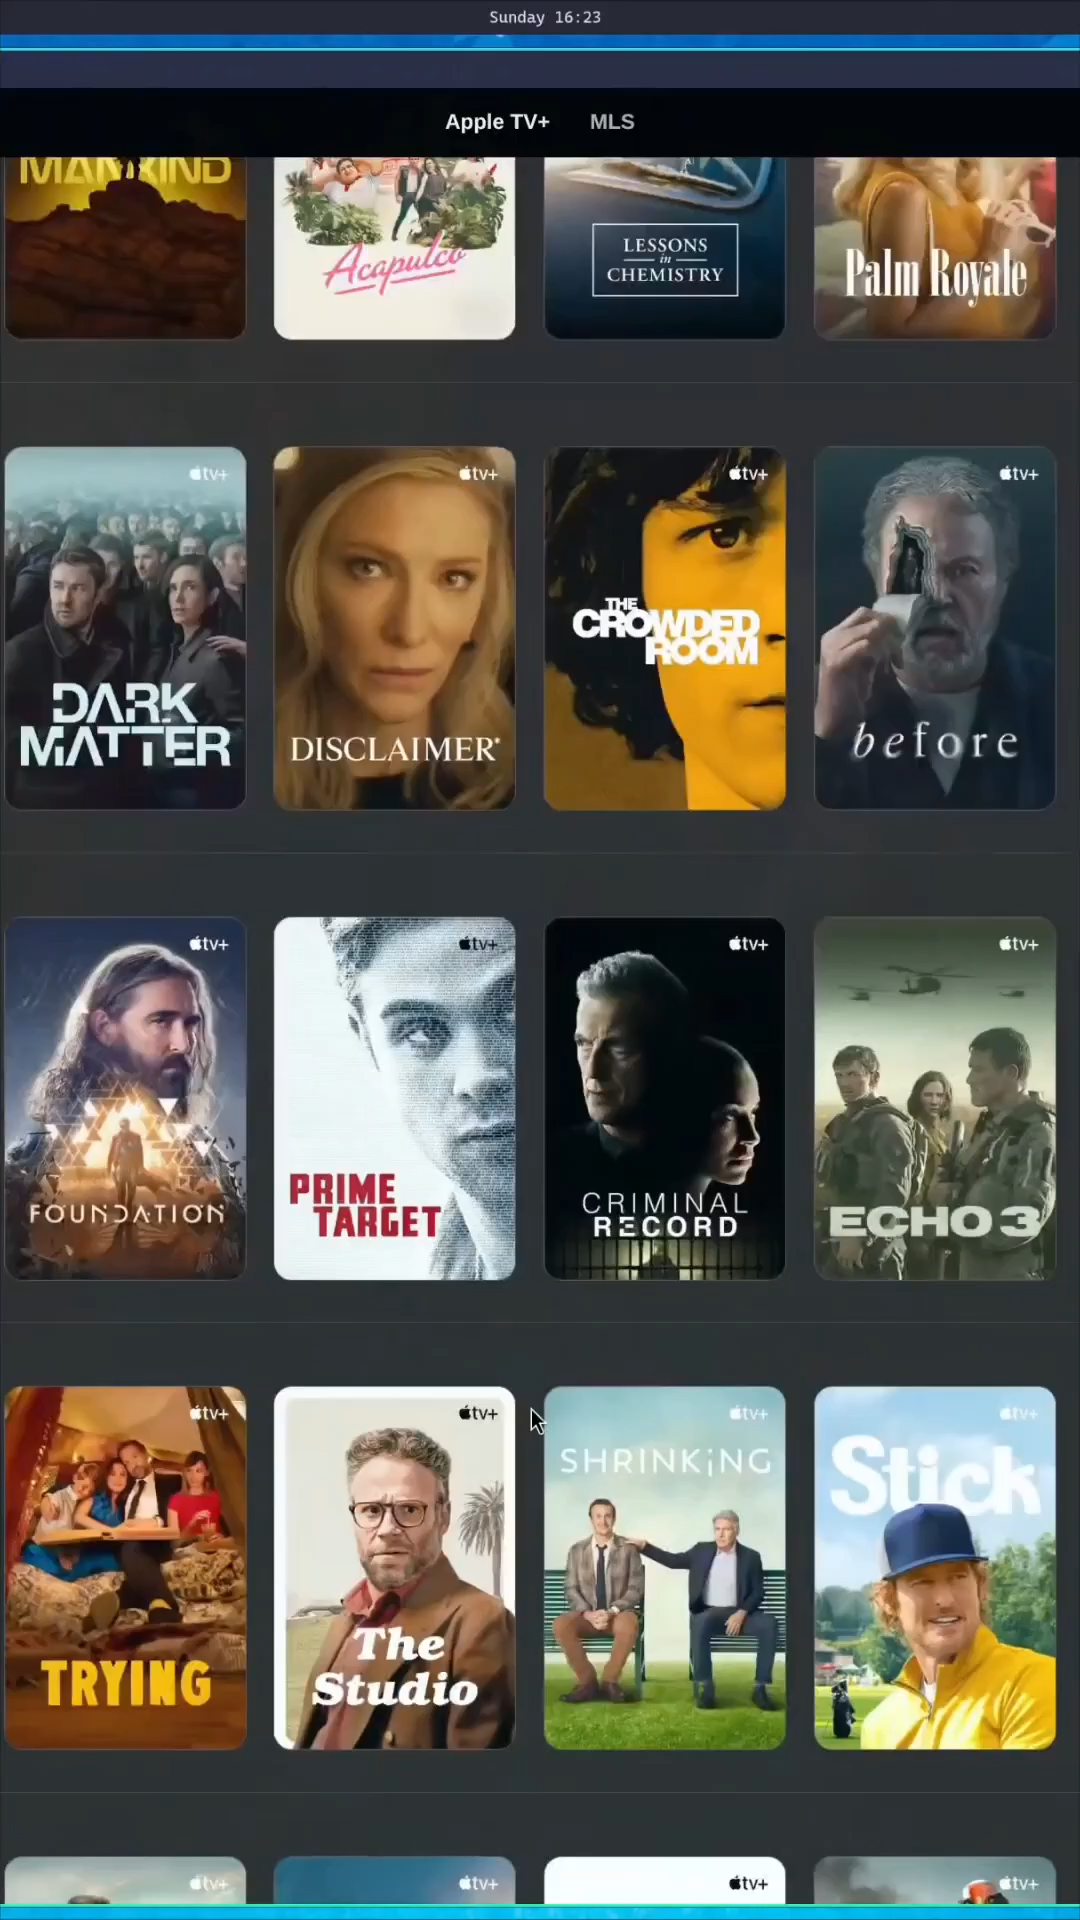 Sunday 16:23
Apple TV+ MLS
MANKIND
Acapulco
LESSONS
in
CHEMISTRY
Palm Royale
tv+ tv+ tv+ tv+
DARK
MATTER
DISCLAIMER*
THE
CROWDED
ROOM
before
tv+ tv+ tv+ tv+
FOUNDATION
PRIME
TARGET
CRIMINAL
RECORD
ECHO 3
tv+ tv+ tv+ tv+
TRYING
The
Studio
SHRINKiNG
Stick
tv+ tv+ tv+ tv+